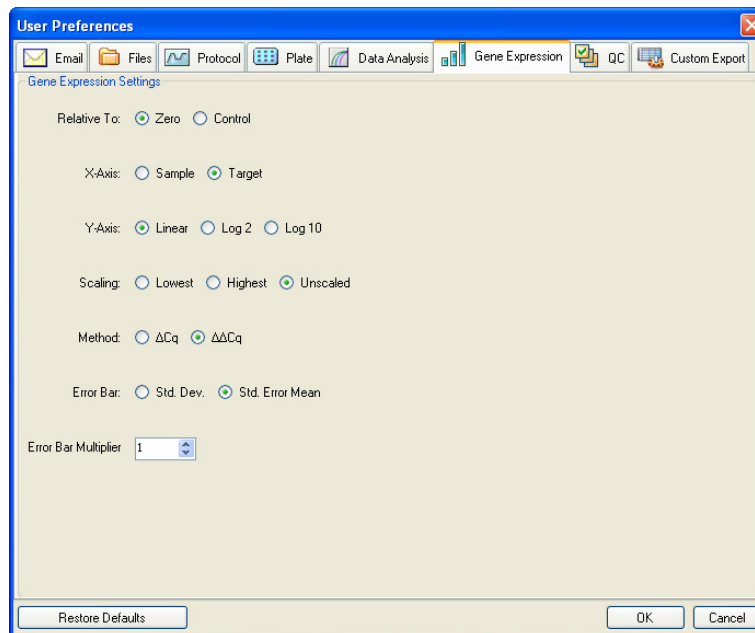 User Preferences
Email Files Protocol Plate Data Analysis Gene Expression QC Custom Export
Gene Expression Settings
Relative To: Zero Control
X-Axis: Sample Target
Y-Axis: Linear Log 2 Log 10
Scaling: Lowest Highest Unscaled
Method: ΔCq ΔΔCq
Error Bar: Std. Dev. Std. Error Mean
Error Bar Multiplier 1
Restore Defaults OK Cancel